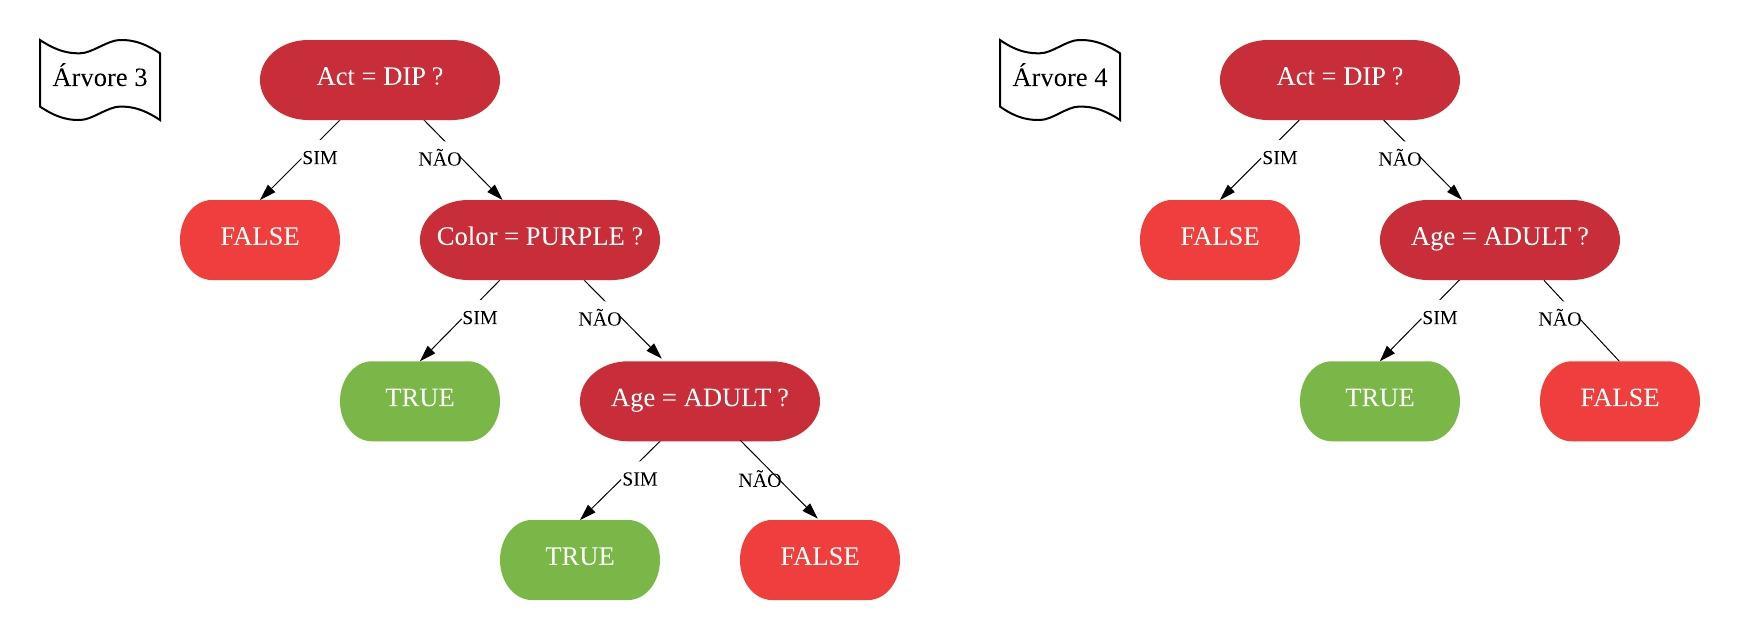 Árvore 3
Act = DIP ?
SIM
NÃO
FALSE
Color = PURPLE ?
SIM
NÃO
TRUE
Age = ADULT ?
SIM
NÃO
TRUE
FALSE
Árvore 4
Act = DIP ?
SIM
NÃO
FALSE
Age = ADULT ?
SIM
NÃO
TRUE
FALSE